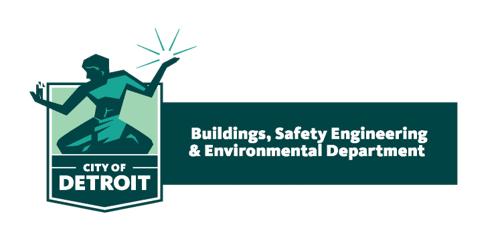 CITY OF
DETROIT
Buildings, Safety Engineering
& Environmental Department